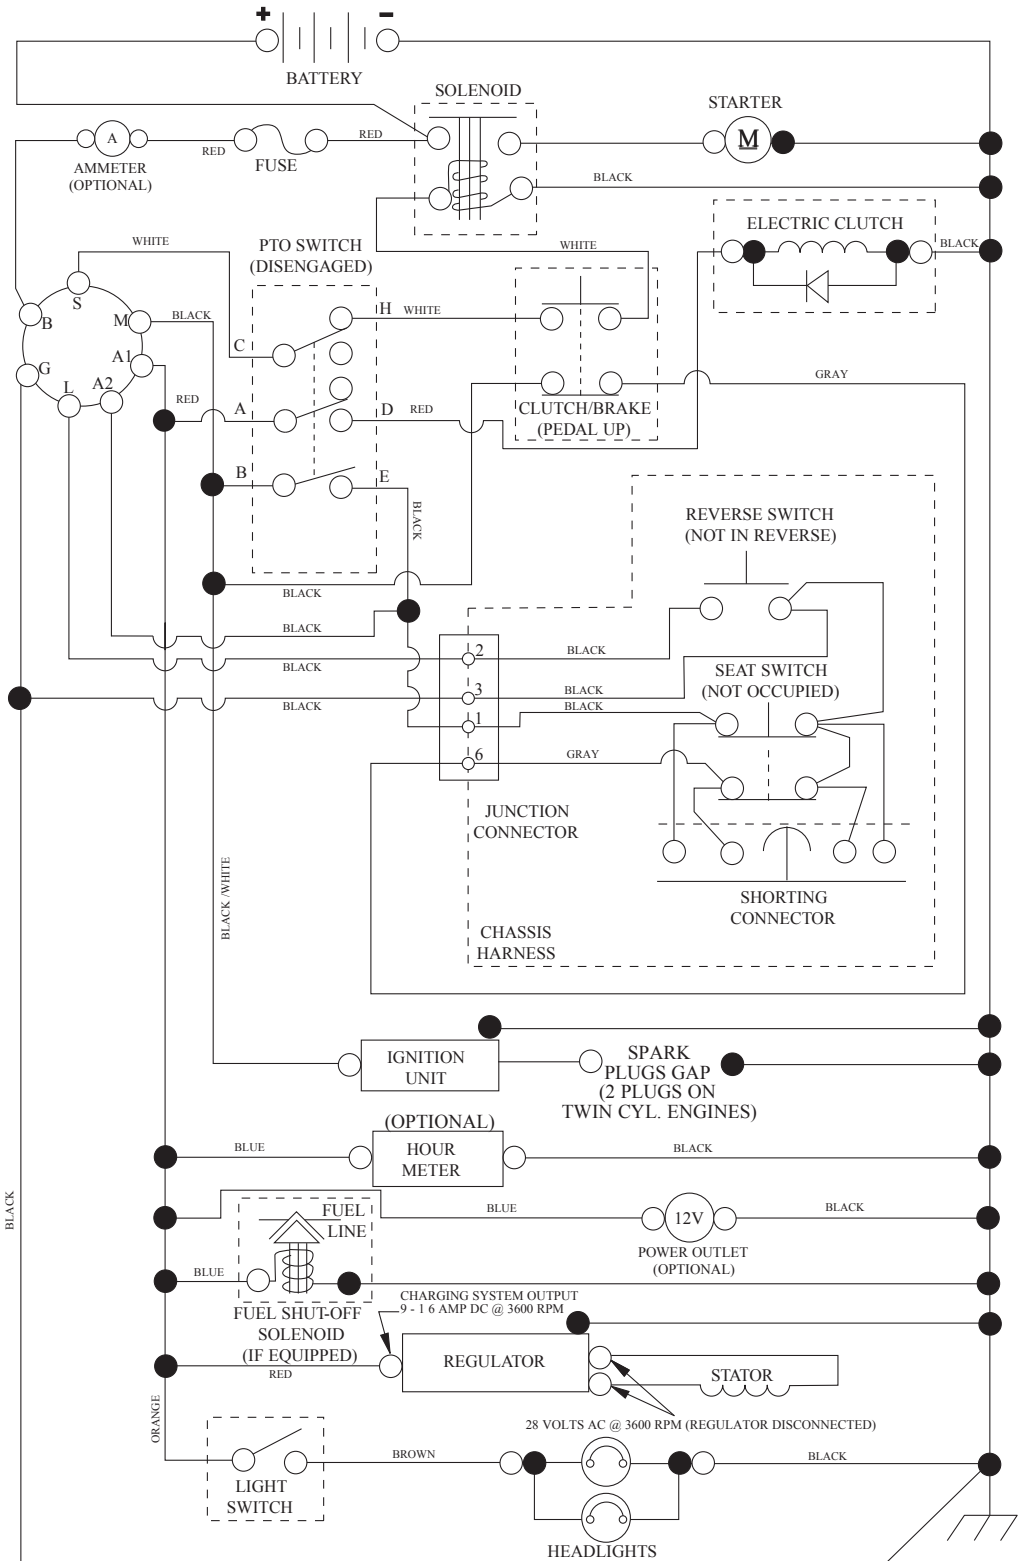 + -
BATTERY
SOLENOID
STARTER
M
A
RED
RED
FUSE
AMMETER
(OPTIONAL)
BLACK
ELECTRIC CLUTCH
BLACK
WHITE
PTO SWITCH
(DISENGAGED)
WHITE
S
B
M
BLACK
H
WHITE
C
G
A1
L
A2
RED
A
D
RED
GRAY
CLUTCH/BRAKE
(PEDAL UP)
B
E
BLACK
REVERSE SWITCH
(NOT IN REVERSE)
BLACK
BLACK
2
BLACK
BLACK
SEAT SWITCH
(NOT OCCUPIED)
3
BLACK
BLACK
BLACK
1
6
GRAY
JUNCTION
CONNECTOR
SHORTING
CONNECTOR
BLACK /WHITE
CHASSIS
HARNESS
IGNITION
UNIT
SPARK
PLUGS GAP
(2 PLUGS ON
TWIN CYL. ENGINES)
(OPTIONAL)
HOUR
METER
BLUE
BLACK
BLACK
FUEL
LINE
BLUE
12V
BLACK
POWER OUTLET
(OPTIONAL)
BLUE
CHARGING SYSTEM OUTPUT
9 - 1 6 AMP DC @ 3600 RPM
FUEL SHUT-OFF
SOLENOID
(IF EQUIPPED)
RED
REGULATOR
STATOR
28 VOLTS AC @ 3600 RPM (REGULATOR DISCONNECTED)
ORANGE
LIGHT
SWITCH
BROWN
BLACK
HEADLIGHTS